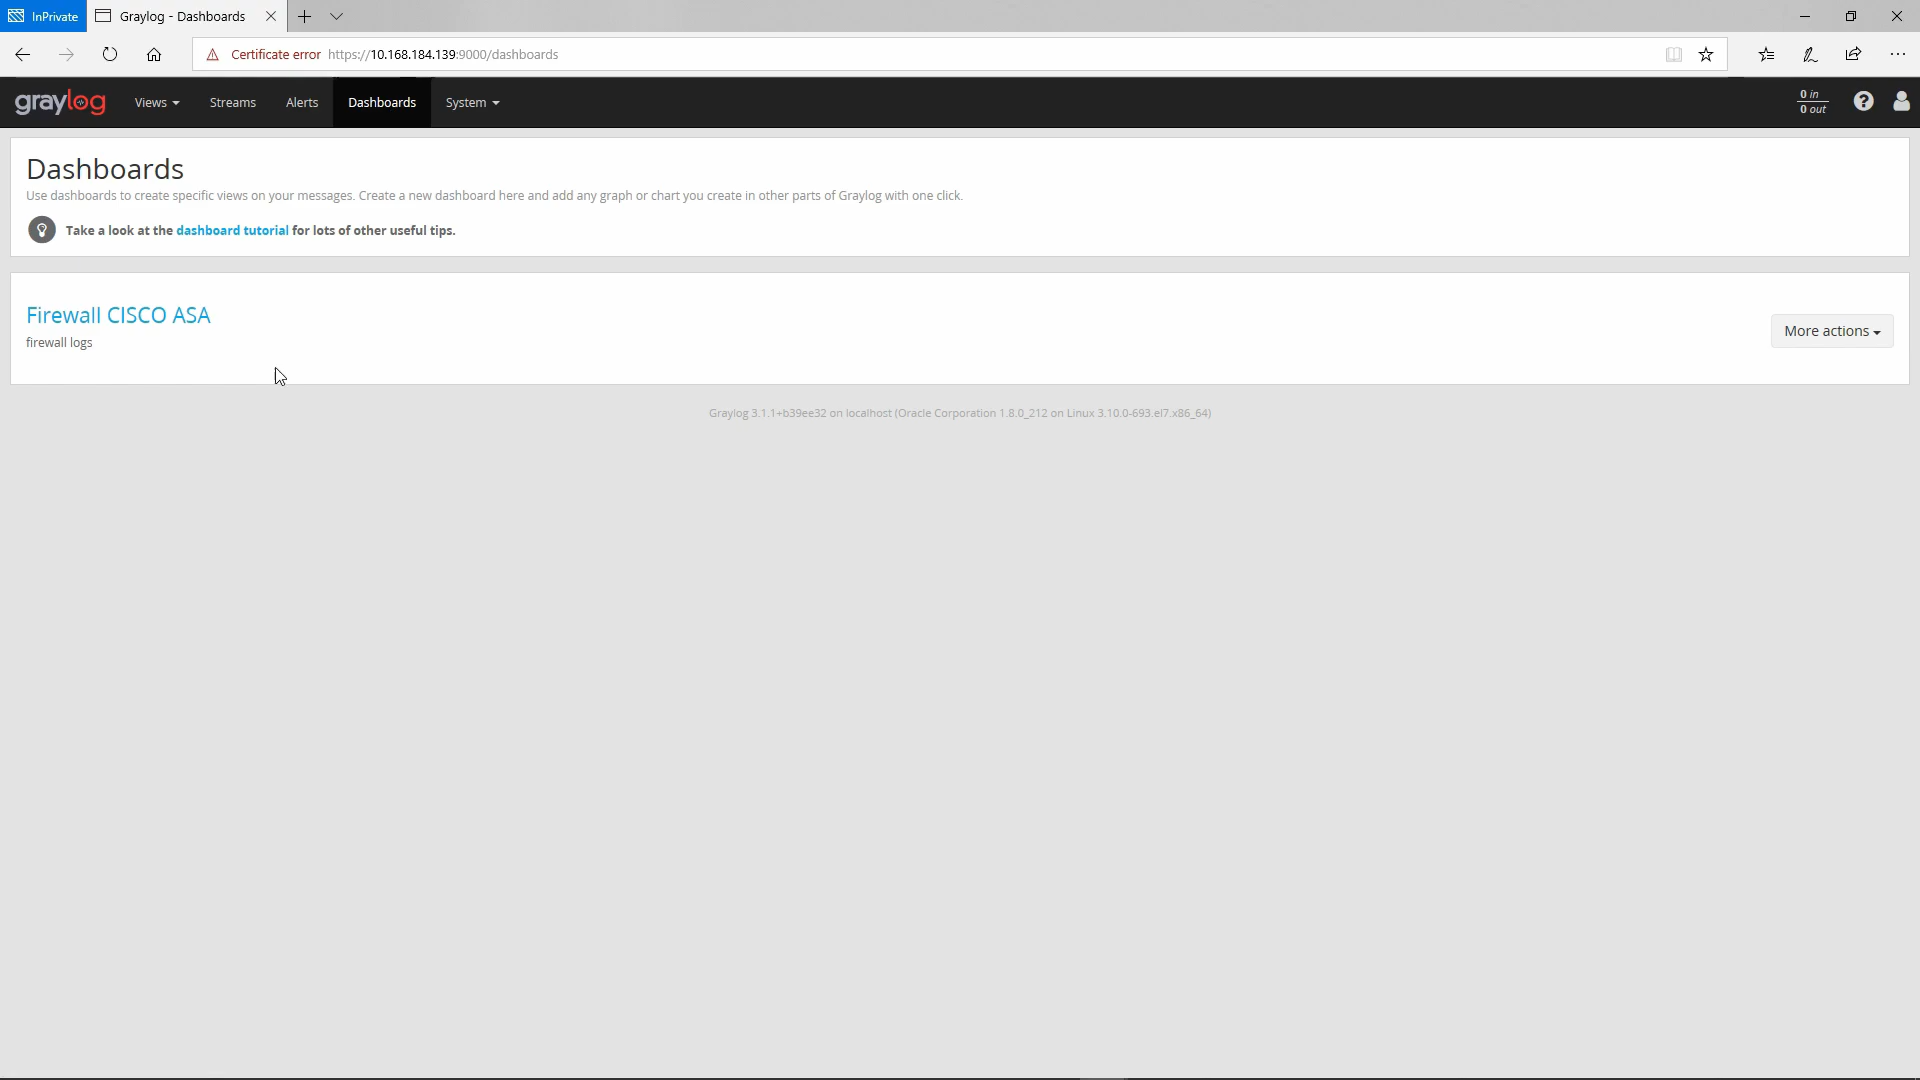 InPrivate Graylog - Dashboards
Certificate error https://10.168.184.139:9000/dashboards
graylog Views Streams Alerts Dashboards System 0 in
0 out
Dashboards
Use dashboards to create specific views on your messages. Create a new dashboard here and add any graph or chart you create in other parts of Graylog with one click.
Take a look at the dashboard tutorial for lots of other useful tips.
Firewall CISCO ASA
More actions
firewall logs
Graylog 3.1.1+b39ee32 on localhost (Oracle Corporation 1.8.0_212 on Linux 3.10.0-693.el7.x86_64)